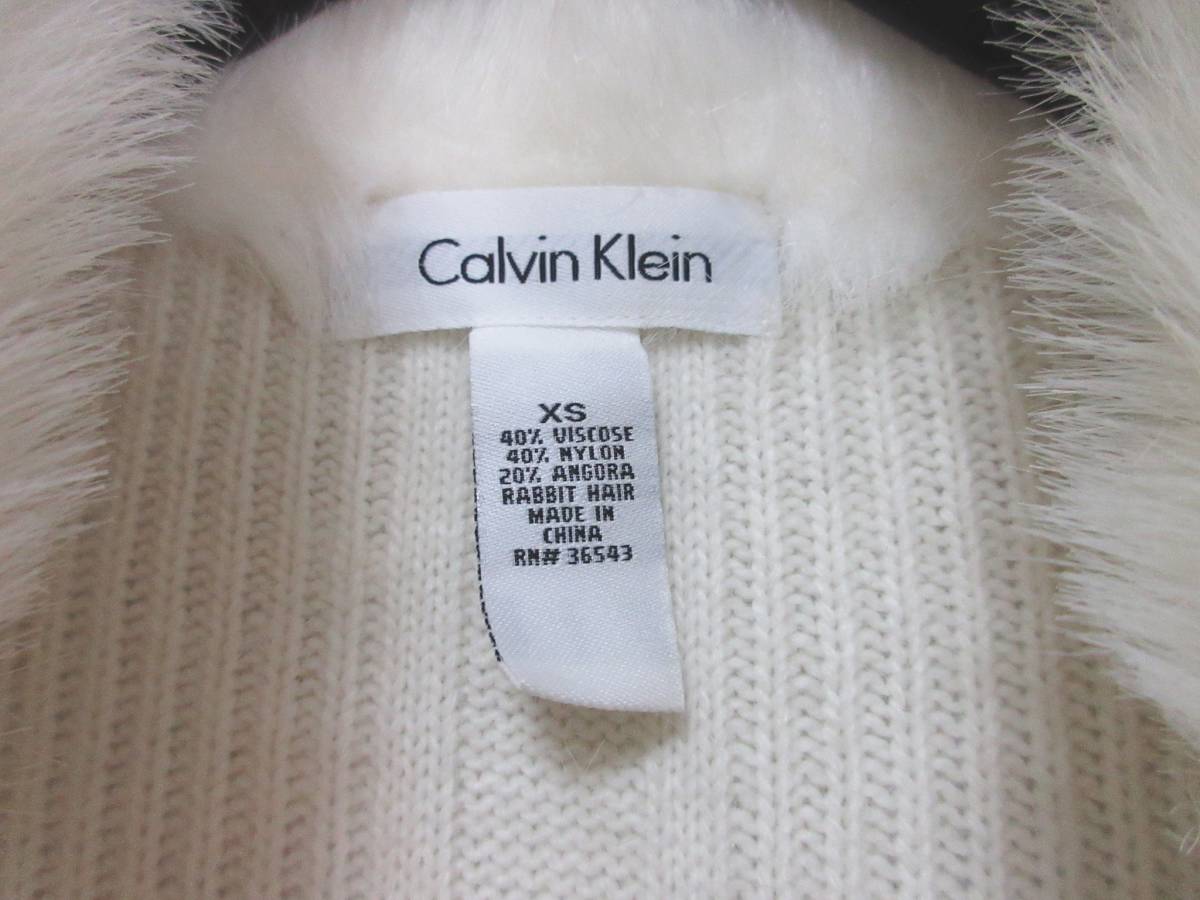 Calvin Klein
XS
40% VISCOSE
40% NYLON
20% ANGORA
RABBIT HAIR
MADE IN
CHINA
RN# 36543